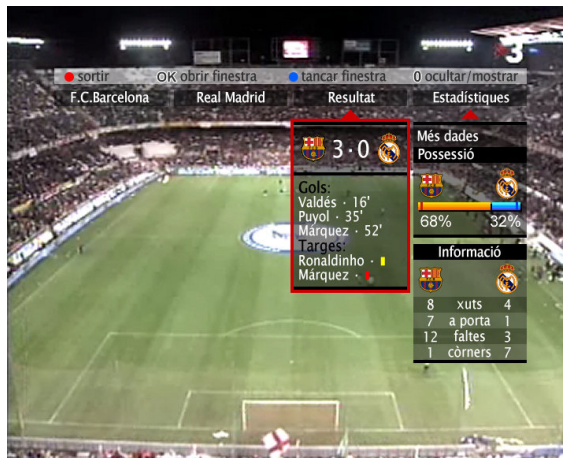 3
sortir OK obrir finestra tancar finestra 0 ocultar/mostrar
F.C.Barcelona Real Madrid Resultat Estadístiques
3·0
Gols:
Valdés · 16'
Puyol · 35'
Márquez · 52'
Targes:
Ronaldinho ·
Márquez ·
Més dades
Possessió
68% 32%
Informació
8 xuts 4
7 a porta 1
12 faltes 3
1 còrners 7